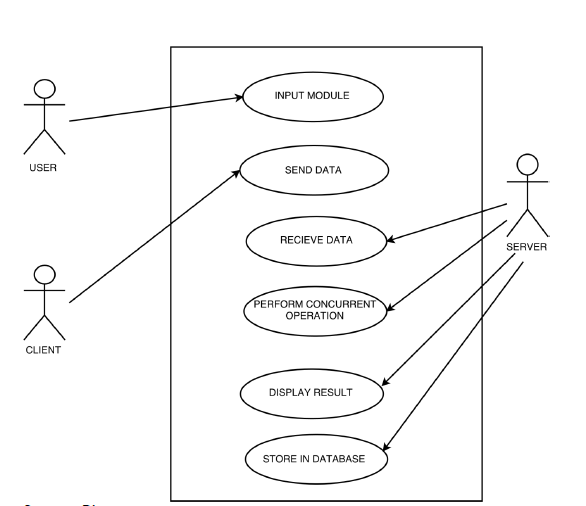 INPUT MODULE
USER
SEND DATA
RECIEVE DATA
SERVER
PERFORM CONCURRENT
OPERATION
CLIENT
DISPLAY RESULT
STORE IN DATABASE